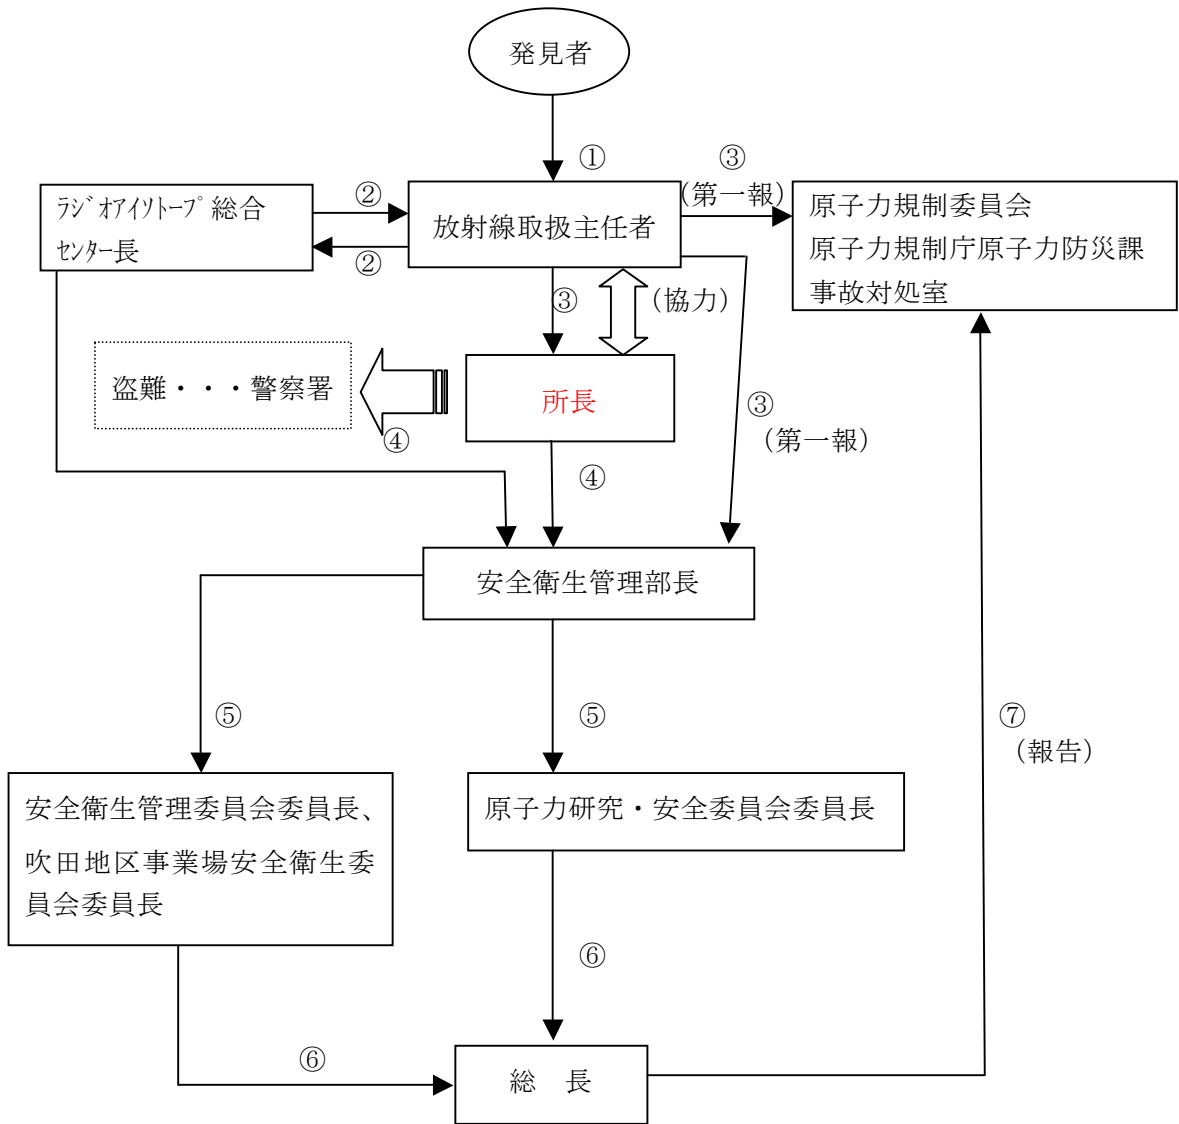 発見者
①
③
(第一報)
②
ﾗｼﾞｵｱｲｿﾄｰﾌﾟ総合
ｾﾝﾀｰ長
②
放射線取扱主任者
原子力規制委員会
原子力規制庁原子力防災課
事故対処室
③
(協力)
盗難・・・警察署
④
所長
③
(第一報)
④
安全衛生管理部長
⑤
⑤
⑦
(報告)
安全衛生管理委員会委員長、
吹田地区事業場安全衛生委
員会委員長
原子力研究・安全委員会委員長
⑥
⑥
総　長